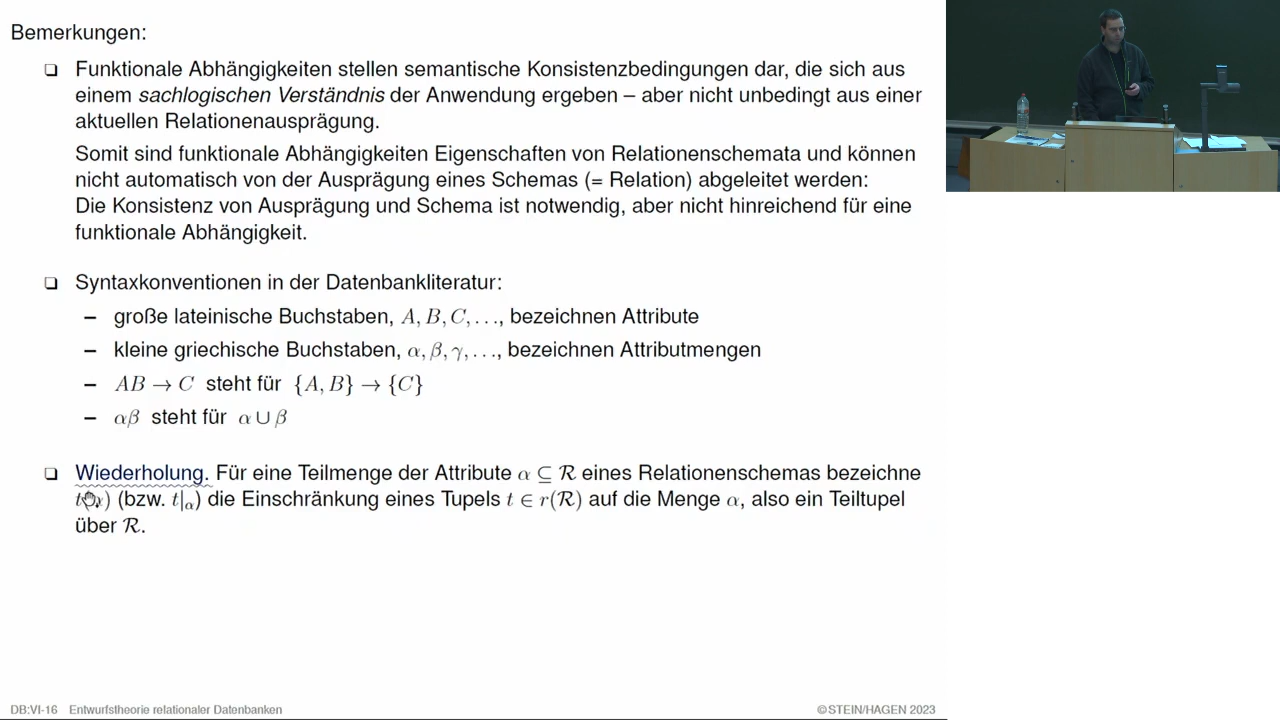 Bemerkungen:
❏ Funktionale Abhängigkeiten stellen semantische Konsistenzbedingungen dar, die sich aus
einem sachlogischen Verständnis der Anwendung ergeben – aber nicht unbedingt aus einer
aktuellen Relationenausprägung.
Somit sind funktionale Abhängigkeiten Eigenschaften von Relationenschemata und können
nicht automatisch von der Ausprägung eines Schemas (= Relation) abgeleitet werden:
Die Konsistenz von Ausprägung und Schema ist notwendig, aber nicht hinreichend für eine
funktionale Abhängigkeit.
❏ Syntaxkonventionen in der Datenbankliteratur:
– große lateinische Buchstaben, A, B, C, . . ., bezeichnen Attribute
– kleine griechische Buchstaben, α, β, γ, . . ., bezeichnen Attributmengen
– AB → C steht für {A, B} → {C}
– αβ steht für α ∪ β
❏ Wiederholung. Für eine Teilmenge der Attribute α ⊆ ℛ eines Relationenschemas bezeichne
(bzw. t|α) die Einschränkung eines Tupels t ∈ r(ℛ) auf die Menge α, also ein Teiltupel
über ℛ.
DB:VI-16 Entwurfstheorie relationaler Datenbanken ©STEIN/HAGEN 2023